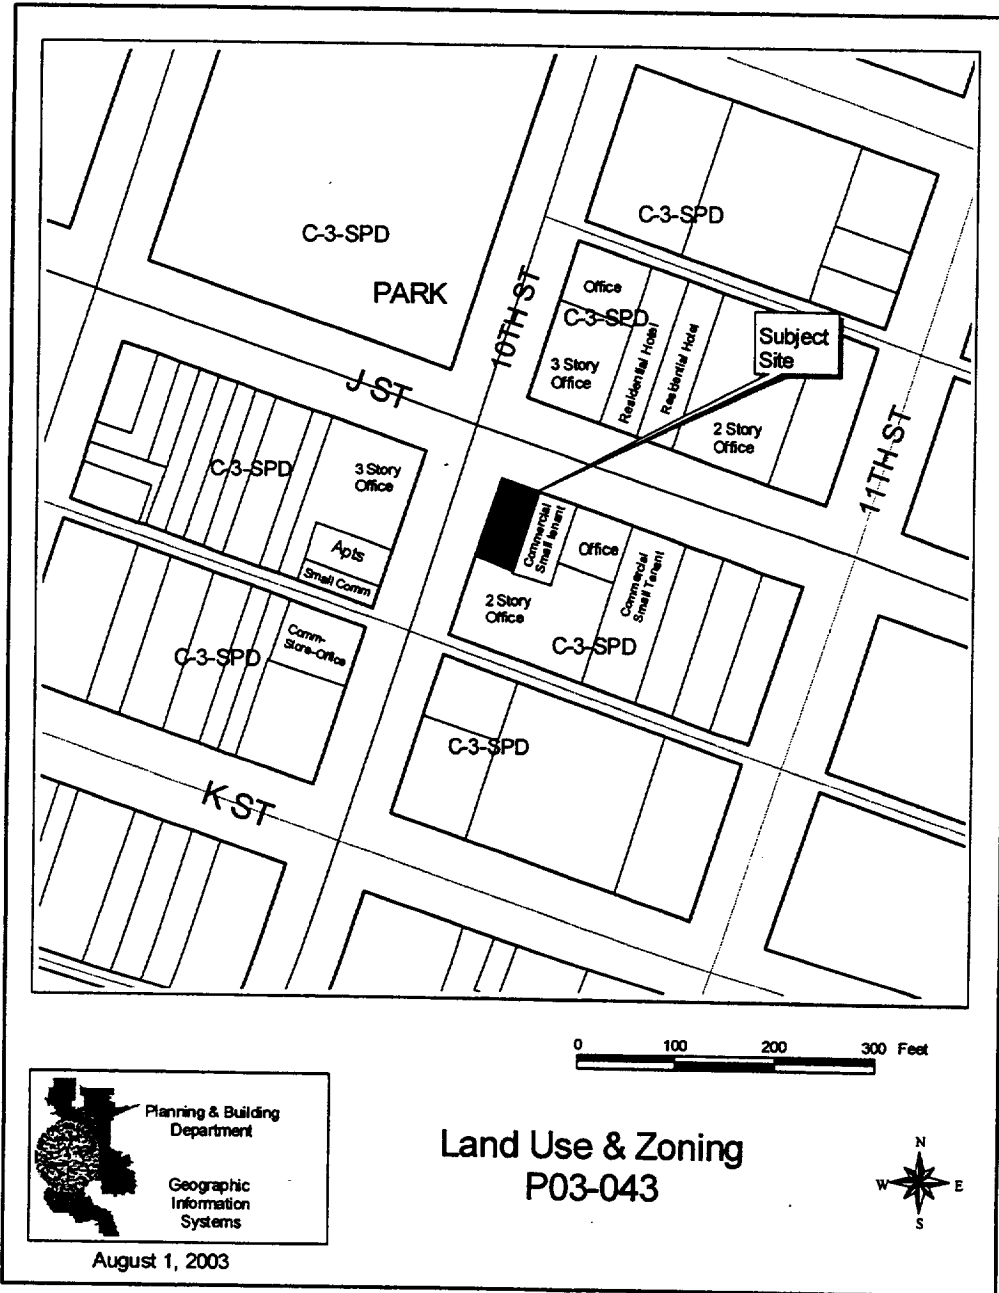 C-3-SPD
C-3-SPD
PARK
10TH ST
Office
C-3-SPD
3 Story
Office
Residential Hotel
Residential Hotel
Subject
Site
2 Story
Office
11TH ST
J ST
C-3-SPD
3 Story
Office
Apts
Small Comm
Commercial
Small tenant
Office
Commercial
Small Tenant
2 Story
Office
C-3-SPD
Comm-
Store-Office
C-3-SPD
C-3-SPD
K ST
0 100 200 300 Feet
Planning & Building
Department
Geographic
Information
Systems
August 1, 2003
Land Use & Zoning
P03-043
N
W E
S